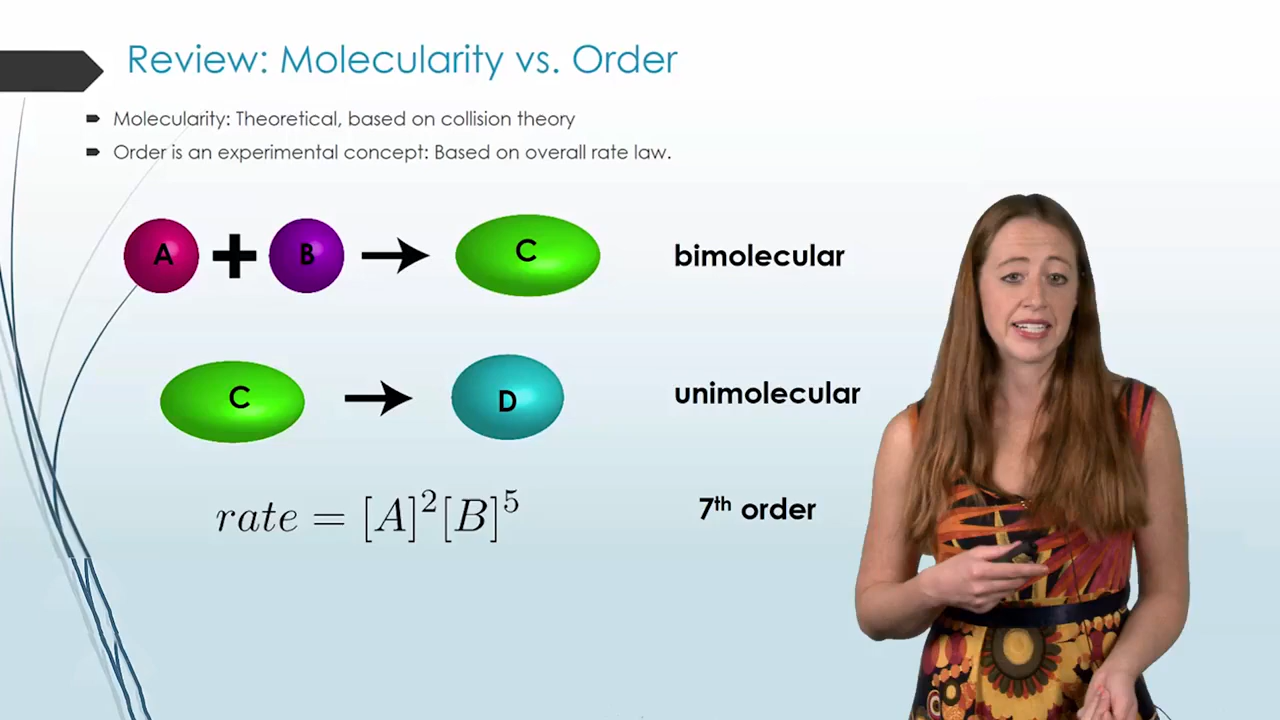 Review: Molecularity vs. Order
Molecularity: Theoretical, based on collision theory
Order is an experimental concept: Based on overall rate law.
A + B → C bimolecular
C → D unimolecular
rate = [A]²[B]⁵ 7ᵗʰ order